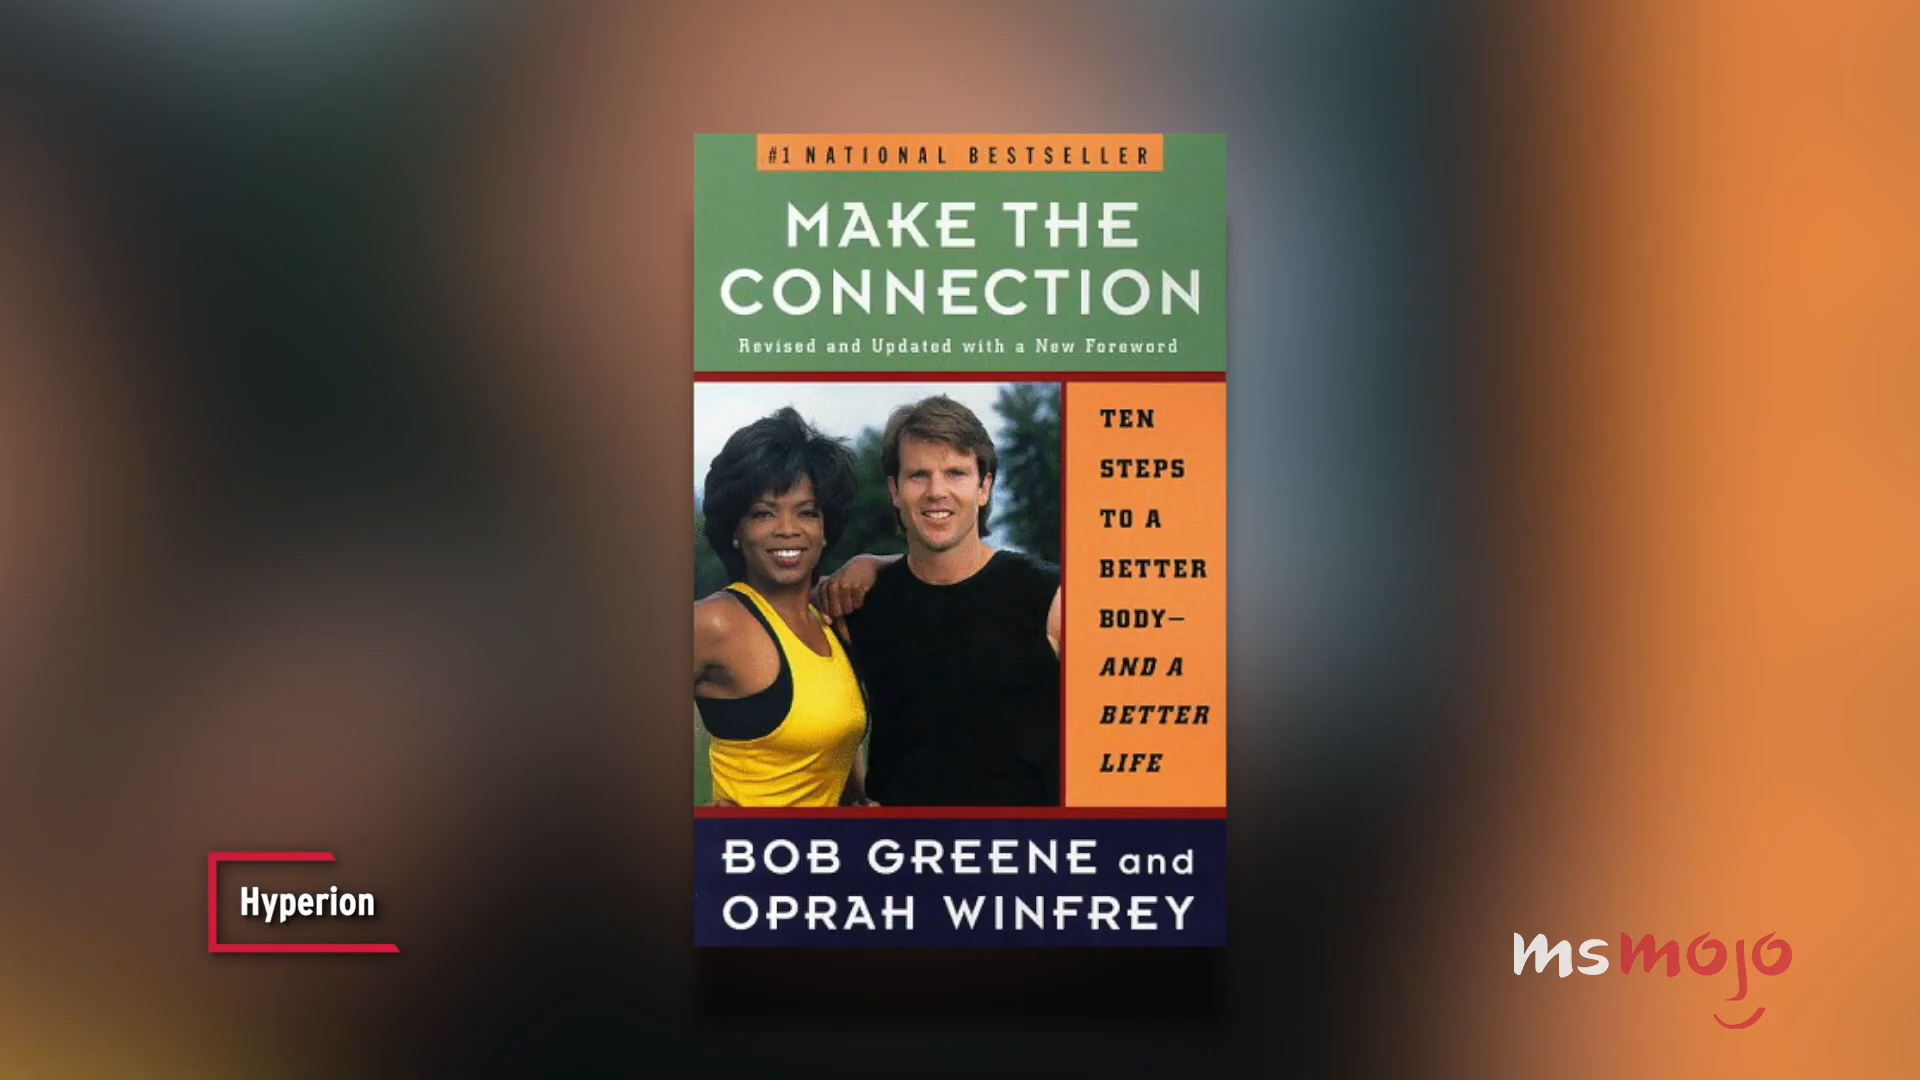 #1 NATIONAL BESTSELLER
MAKE THE
CONNECTION
Revised and Updated with a New Foreword
TEN
STEPS
TO A
BETTER
BODY–
AND A
BETTER
LIFE
BOB GREENE and
OPRAH WINFREY
Hyperion
msmojo